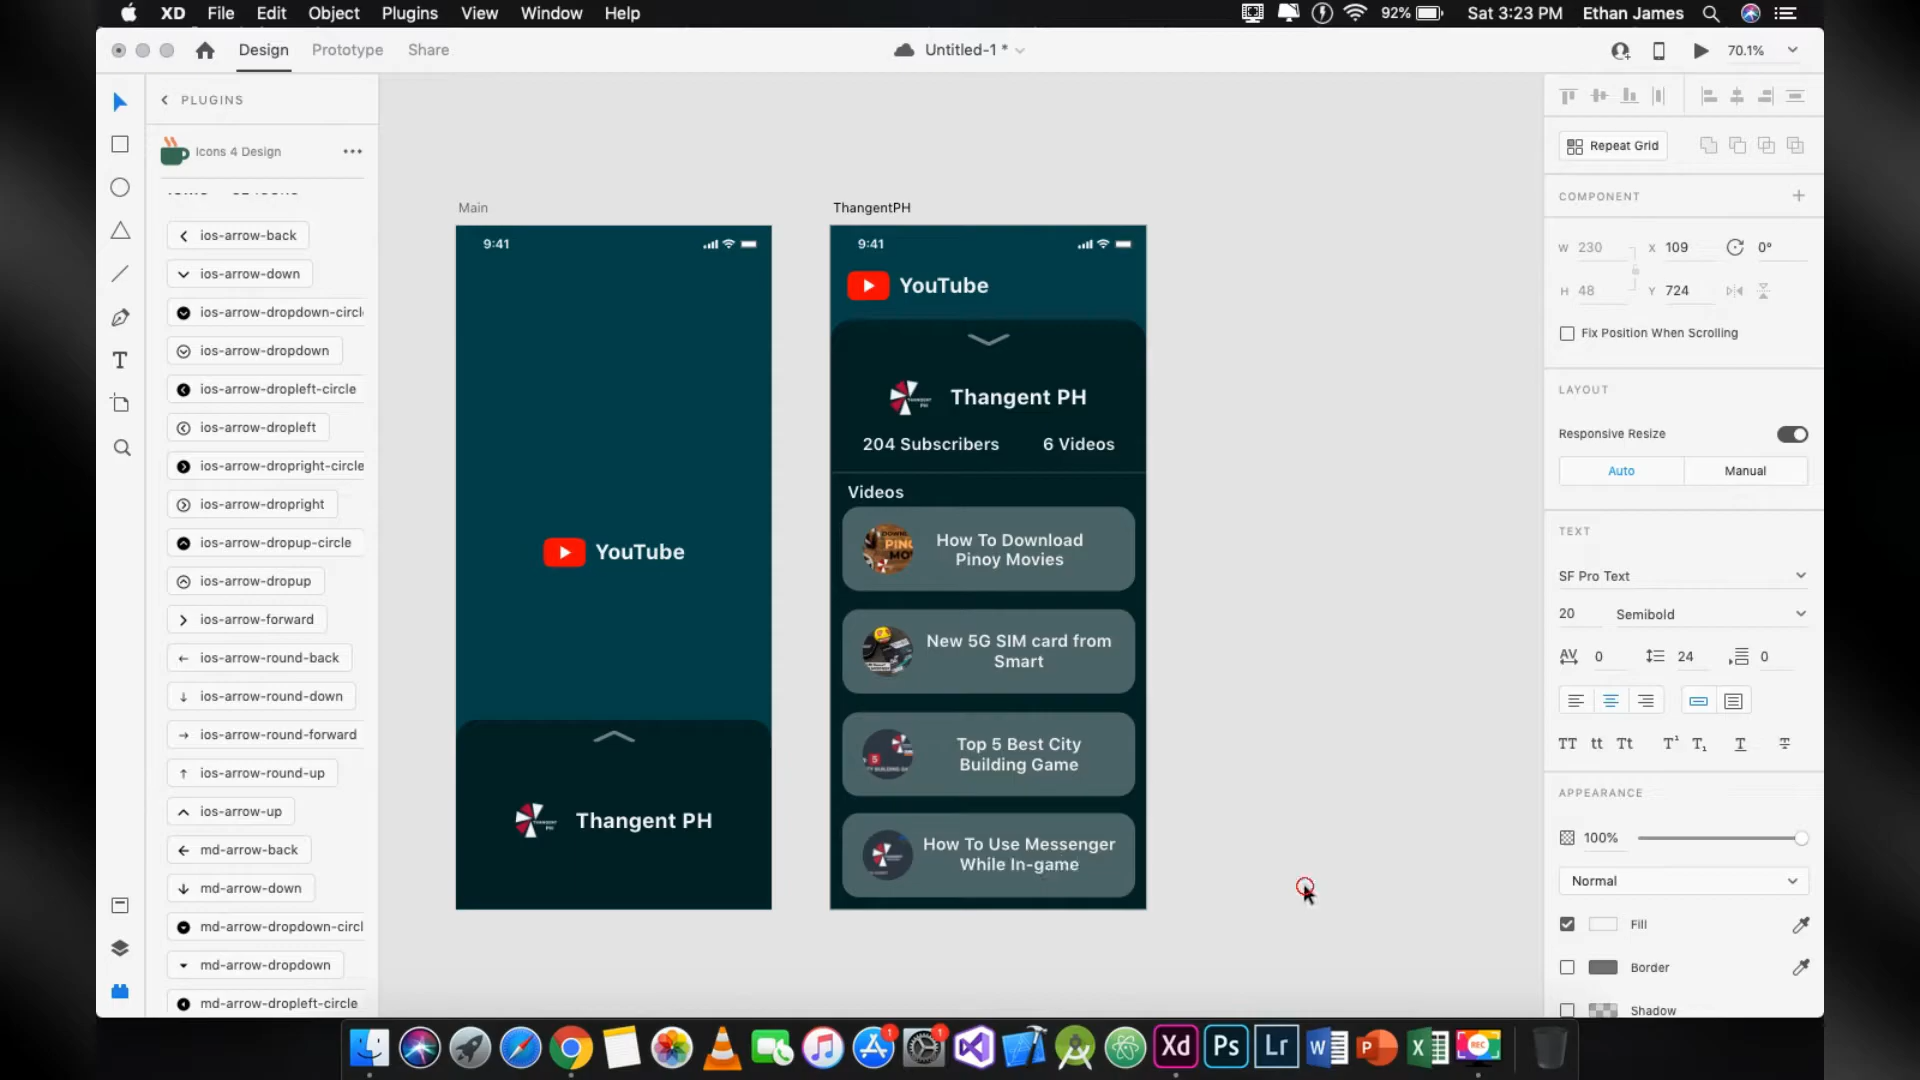 XD File Edit Object Plugins View Window Help 92% Sat 3:23 PM Ethan James
Design Prototype Share Untitled-1 * 70.1%
PLUGINS
Icons 4 Design
ios-arrow-back
ios-arrow-down
ios-arrow-dropdown-circl
ios-arrow-dropdown
ios-arrow-dropleft-circle
ios-arrow-dropleft
ios-arrow-dropright-circle
ios-arrow-dropright
ios-arrow-dropup-circle
ios-arrow-dropup
ios-arrow-forward
ios-arrow-round-back
ios-arrow-round-down
ios-arrow-round-forward
ios-arrow-round-up
ios-arrow-up
md-arrow-back
md-arrow-down
md-arrow-dropdown-circl
md-arrow-dropdown
md-arrow-dropleft-circle
Main
9:41
YouTube
Thangent PH
ThangentPH
9:41
YouTube
Thangent PH
204 Subscribers 6 Videos
Videos
How To Download
Pinoy Movies
New 5G SIM card from
Smart
Top 5 Best City
Building Game
How To Use Messenger
While In-game
Repeat Grid
COMPONENT
W 230 X 109 0°
H 48 Y 724
Fix Position When Scrolling
LAYOUT
Responsive Resize
Auto Manual
TEXT
SF Pro Text
20 Semibold
AV 0 24 0
TT tt Tt T¹ T₁ T T
APPEARANCE
100%
Normal
Fill
Border
Shadow
1 1 Xd Ps Lr W P X REC